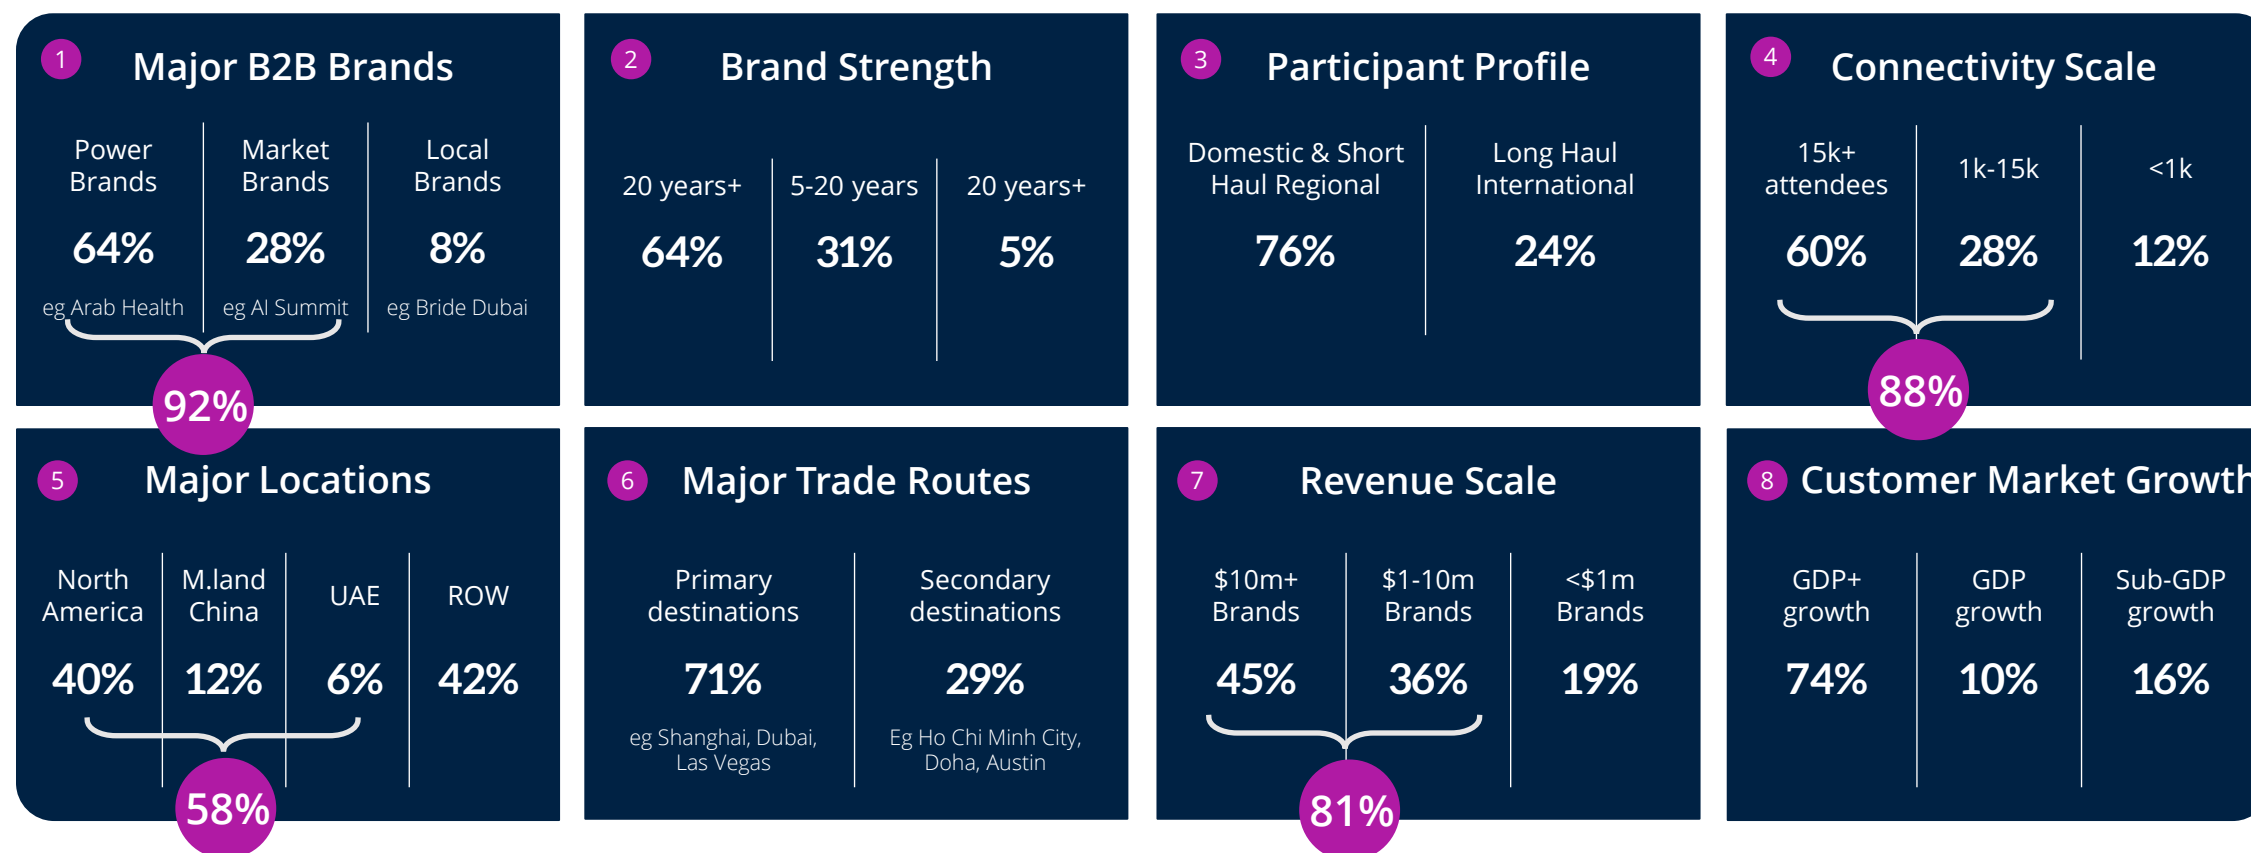 1
Major B2B Brands
Power
Brands
64%
eg Arab Health
Market
Brands
28%
eg AI Summit
Local
Brands
8%
eg Bride Dubai
92%
2
Brand Strength
20 years+
64%
5-20 years
31%
20 years+
5%
3
Participant Profile
Domestic & Short
Haul Regional
76%
Long Haul
International
24%
4
Connectivity Scale
15k+
attendees
60%
1k-15k
28%
<1k
12%
88%
5
Major Locations
North
America
40%
M.land
China
12%
UAE
6%
ROW
42%
58%
6
Major Trade Routes
Primary
destinations
71%
eg Shanghai, Dubai,
Las Vegas
Secondary
destinations
29%
Eg Ho Chi Minh City,
Doha, Austin
7
Revenue Scale
$10m+
Brands
45%
$1-10m
Brands
36%
<$1m
Brands
19%
81%
8
Customer Market Growth
GDP+
growth
74%
GDP
growth
10%
Sub-GDP
growth
16%